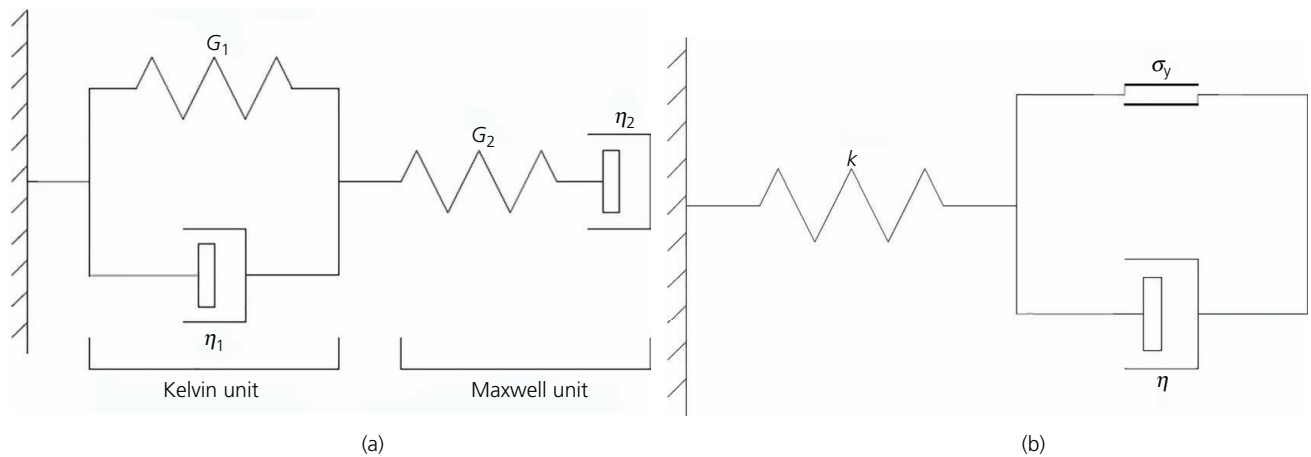 G₁
G₂
η₂
η₁
Kelvin unit
Maxwell unit
(a)
σy
k
η
(b)